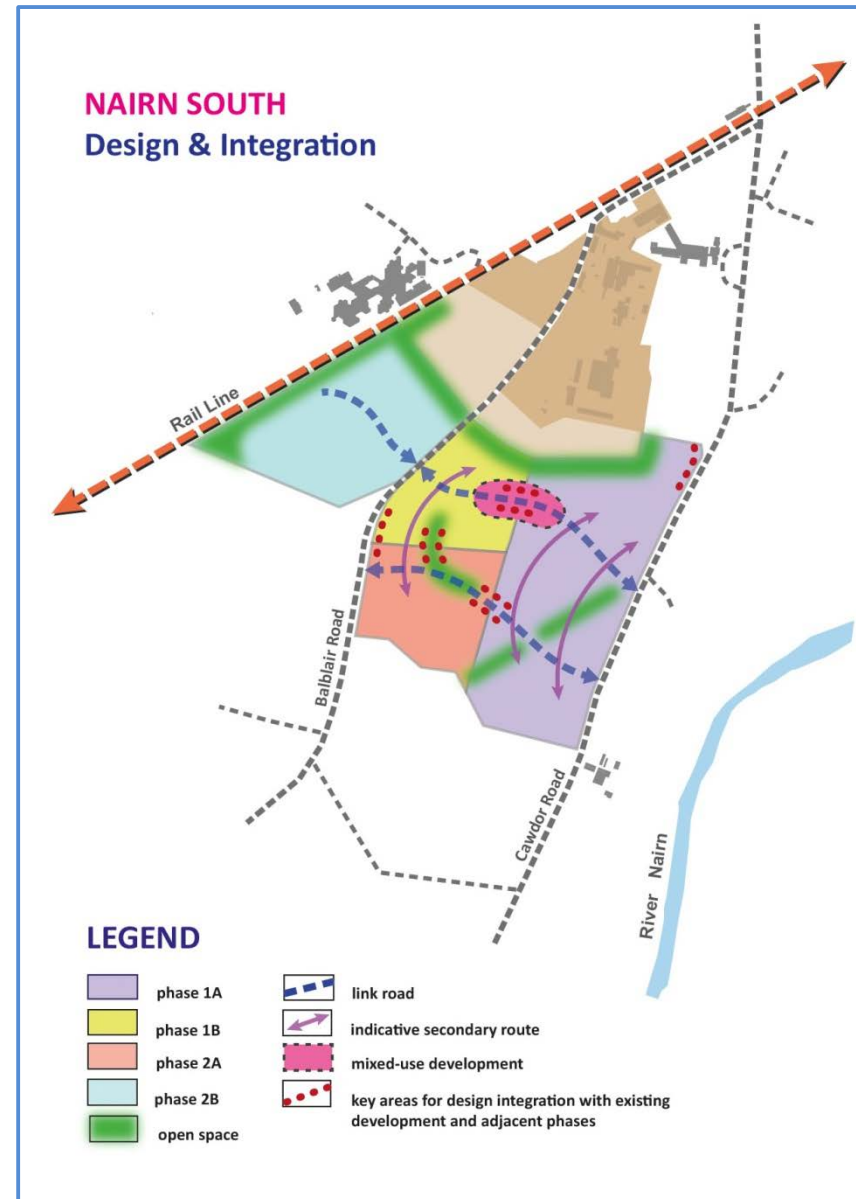 NAIRN SOUTH
Design & Integration
Rail Line
Balblair Road
Cawdor Road
River Nairn
LEGEND
phase 1A
phase 1B
phase 2A
phase 2B
open space
link road
indicative secondary route
mixed-use development
key areas for design integration with existing
development and adjacent phases